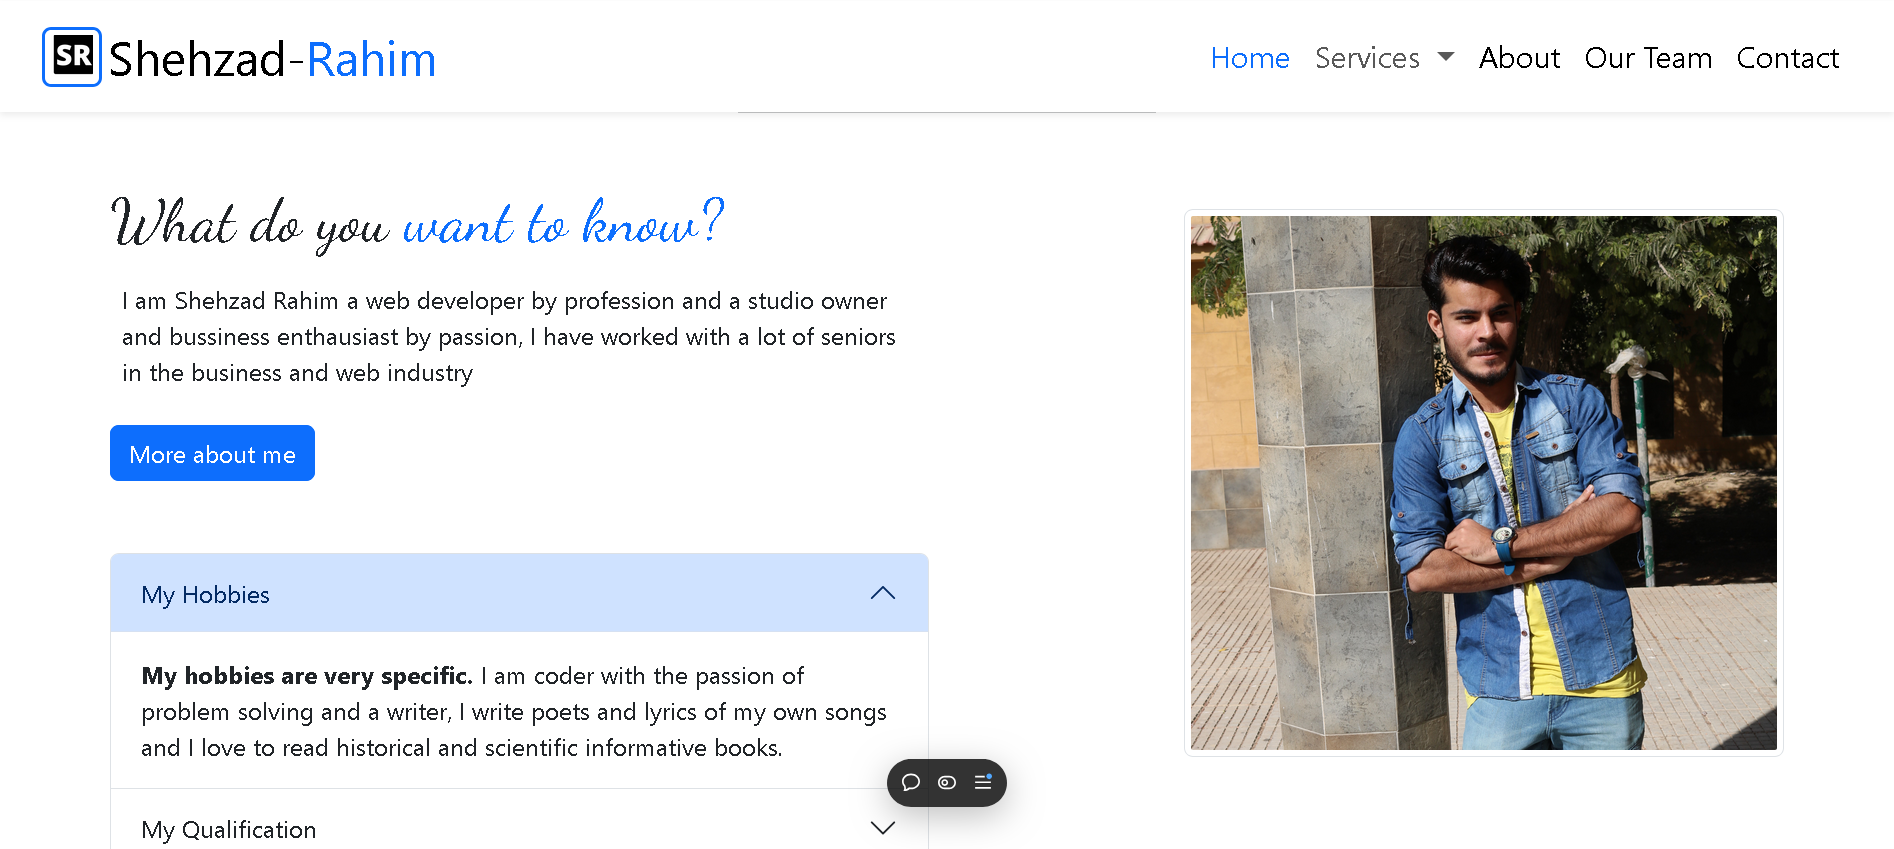 SR Shehzad-Rahim
Home Services About Our Team Contact
What do you want to know?
I am Shehzad Rahim a web developer by profession and a studio owner
and bussiness enthausiast by passion, I have worked with a lot of seniors
in the business and web industry
More about me
My Hobbies
My hobbies are very specific. I am coder with the passion of
problem solving and a writer, I write poets and lyrics of my own songs
and I love to read historical and scientific informative books.
My Qualification